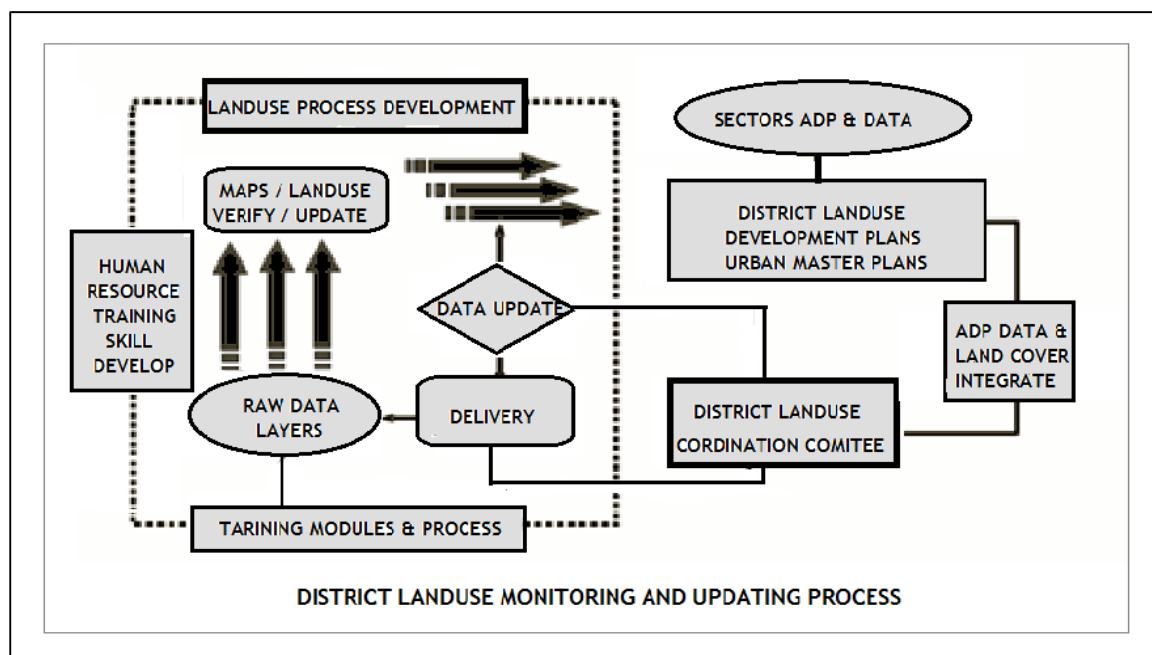 LANDUSE PROCESS DEVELOPMENT
SECTORS ADP & DATA
MAPS / LANDUSE
VERIFY / UPDATE
DISTRICT LANDUSE
DEVELOPMENT PLANS
URBAN MASTER PLANS
HUMAN
RESOURCE
TRAINING
SKILL
DEVELOP
DATA UPDATE
ADP DATA &
LAND COVER
INTEGRATE
RAW DATA
LAYERS
DELIVERY
DISTRICT LANDUSE
CORDINATION COMITEE
TARINING MODULES & PROCESS
DISTRICT LANDUSE MONITORING AND UPDATING PROCESS